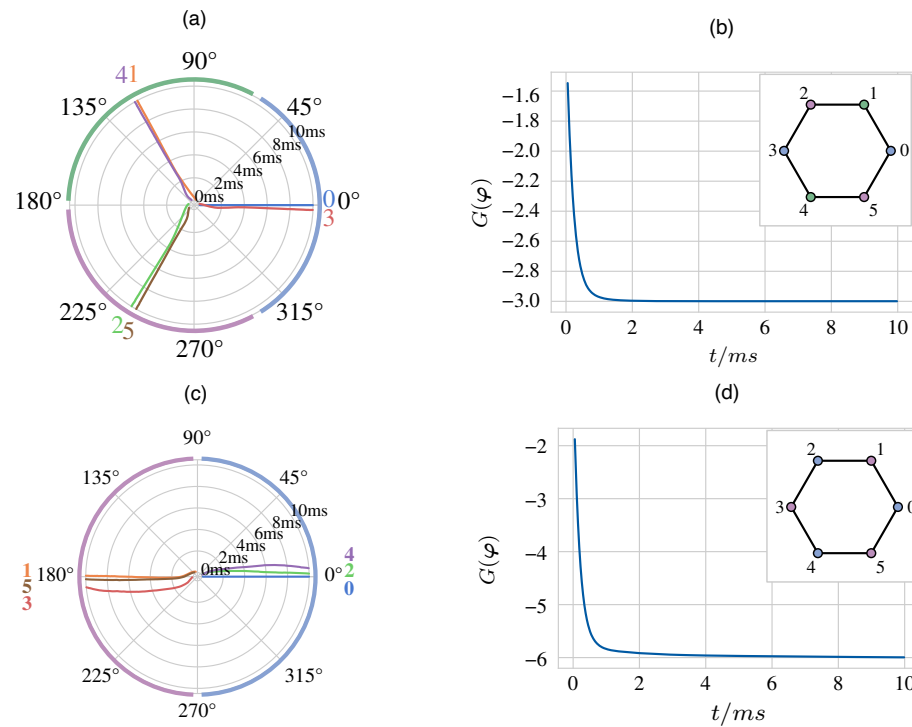 (a)
90°
45°
0°
315°
270°
225°
180°
135°
0ms
2ms
4ms
6ms
8ms
10ms
41
0
3
25
(b)
G(φ)
−1.6
−1.8
−2.0
−2.2
−2.4
−2.6
−2.8
−3.0
0 2 4 6 8 10
t/ms
2 1
3 0
4 5
(c)
90°
45°
0°
315°
270°
225°
180°
135°
0ms
2ms
4ms
6ms
8ms
10ms
1
5
3
4
2
0
(d)
G(φ)
−2
−3
−4
−5
−6
0 2 4 6 8 10
t/ms
2 1
3 0
4 5